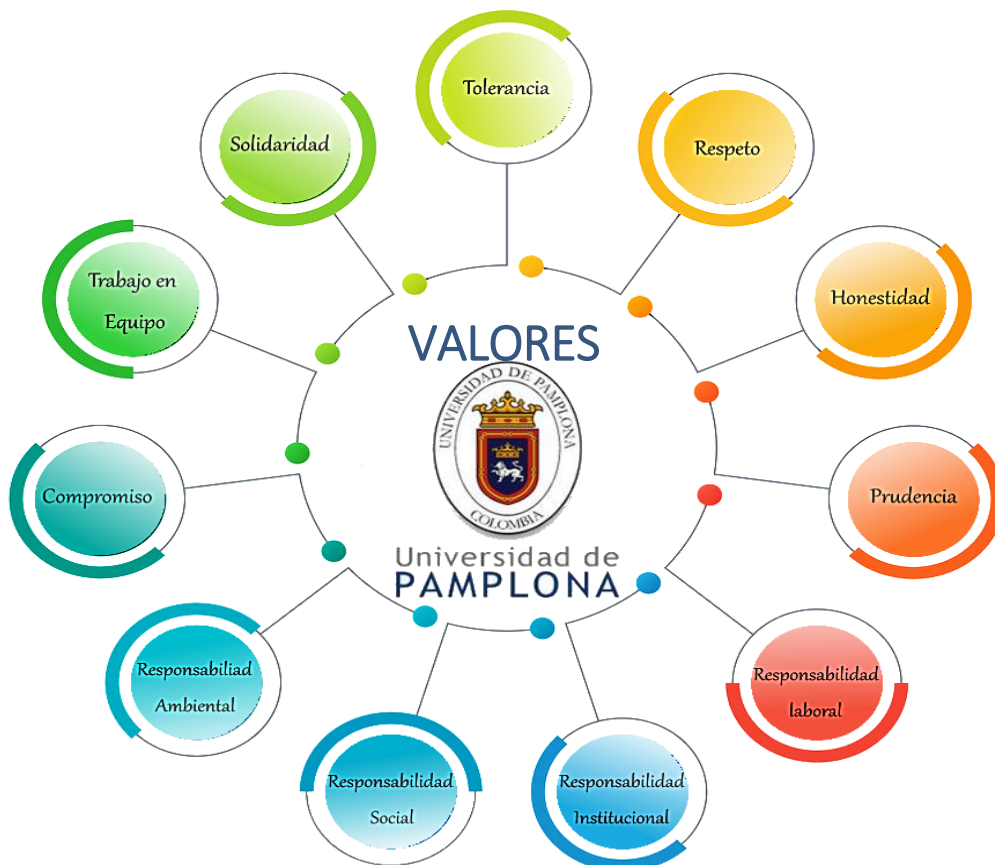 Tolerancia
Respeto
Honestidad
Prudencia
Responsabilidad
laboral
Responsabilidad
Institucional
Responsabilidad
Social
Responsabiliad
Ambiental
Compromiso
Trabajo en
Equipo
Solidaridad
VALORES
UNIVERSIDAD DE PAMPLONA
COLOMBIA
Universidad de
PAMPLONA